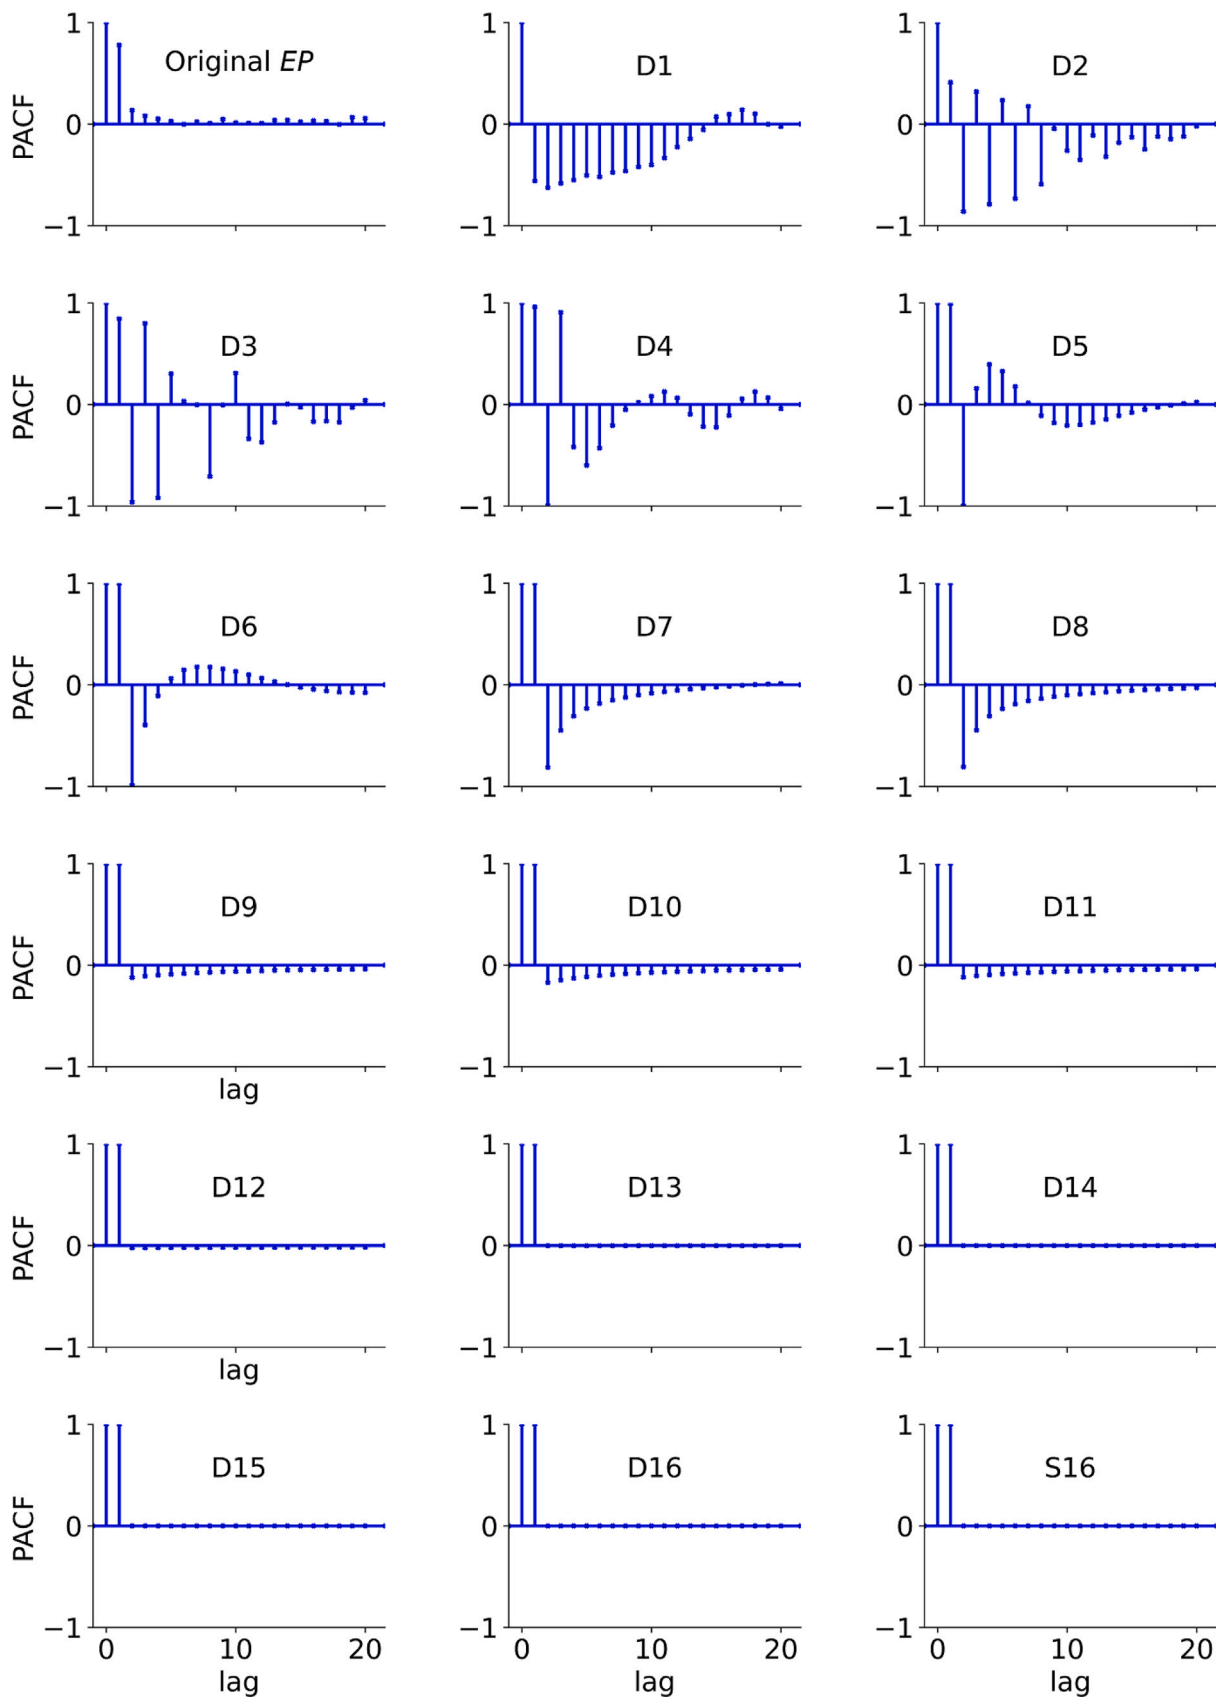 1 1 1
Original EP D1 D2
PACF 0 0 0
−1 −1 −1
1 1 1
D3 D4 D5
PACF 0 0 0
−1 −1 −1
1 1 1
D6 D7 D8
PACF 0 0 0
−1 −1 −1
1 1 1
D9 D10 D11
PACF 0 0 0
−1 −1 −1
lag
1 1 1
D12 D13 D14
PACF 0 0 0
−1 −1 −1
lag
1 1 1
D15 D16 S16
PACF 0 0 0
−1 −1 −1
0 10 20 0 10 20 0 10 20
lag lag lag